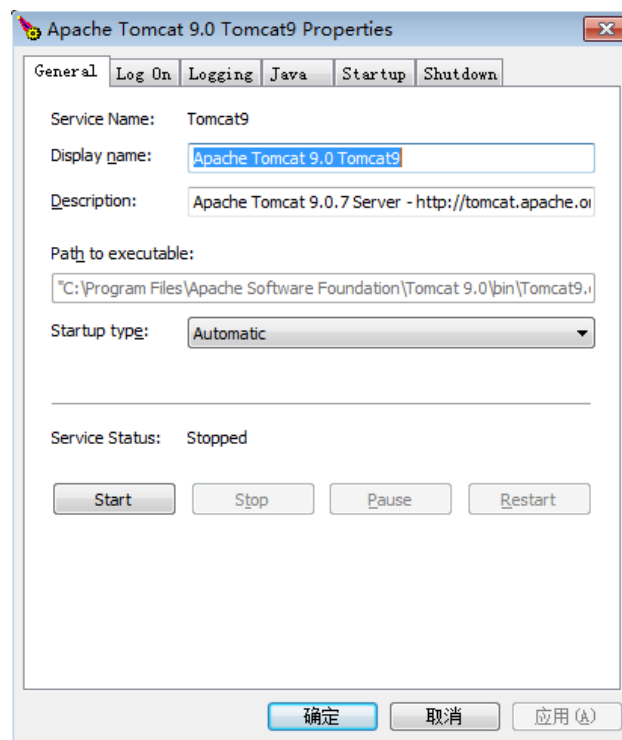 Apache Tomcat 9.0 Tomcat9 Properties
General Log On Logging Java Startup Shutdown
Service Name: Tomcat9
Display name: Apache Tomcat 9.0 Tomcat9
Description: Apache Tomcat 9.0.7 Server - http://tomcat.apache.o
Path to executable:
"C:\Program Files\Apache Software Foundation\Tomcat 9.0\bin\Tomcat9.
Startup type: Automatic
Service Status: Stopped
Start Stop Pause Restart
确定 取消 应用(A)